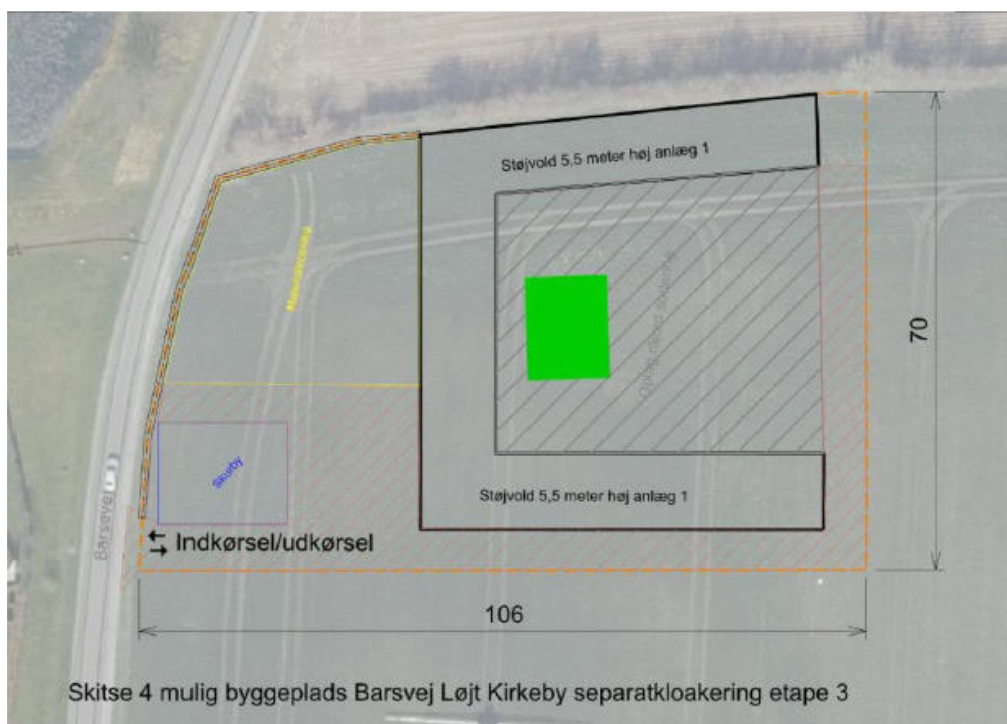 Støjvold 5,5 meter høj anlæg 1
70
Skurby
Støjvold 5,5 meter høj anlæg 1
Barsøvej
Indkørsel/udkørsel
106
Skitse 4 mulig byggeplads Barsvej Løjt Kirkeby separatkloakering etape 3